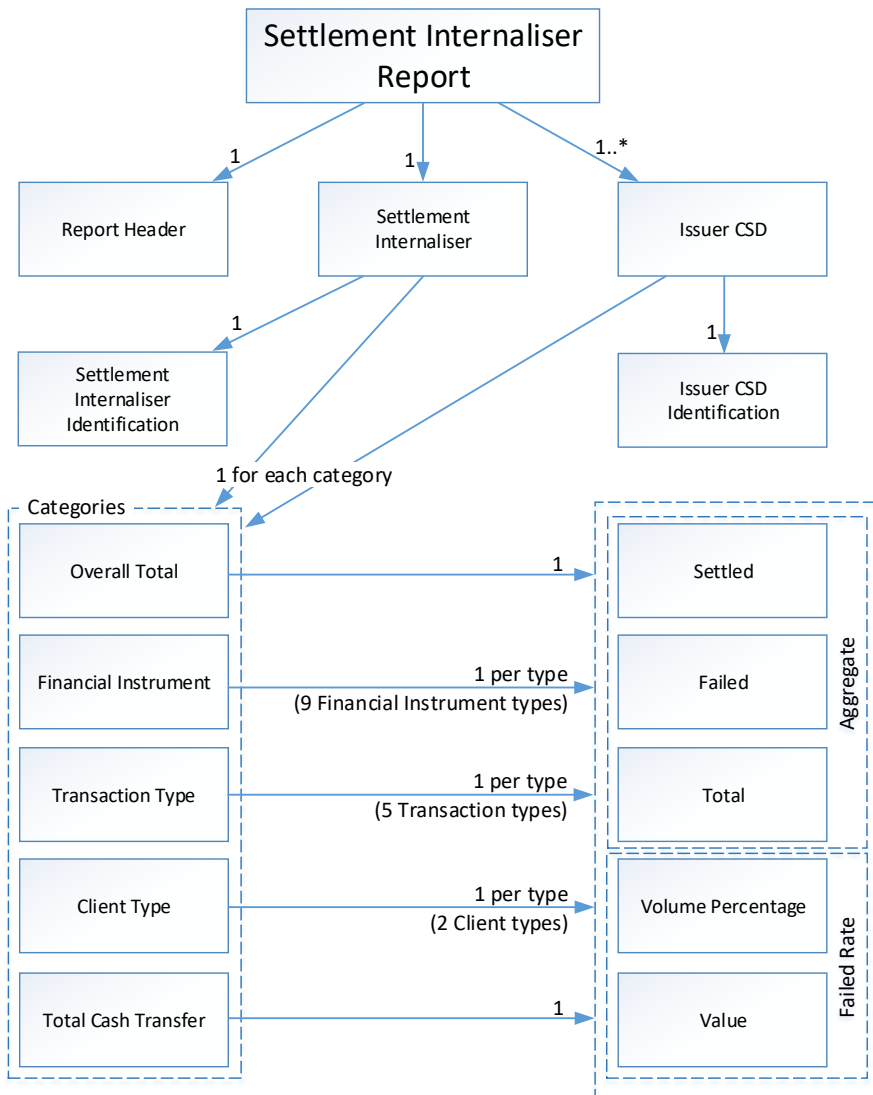 Settlement Internaliser
Report
1
1
1..*
Report Header
Settlement
Internaliser
Issuer CSD
1
1
Settlement
Internaliser
Identification
Issuer CSD
Identification
1 for each category
Categories
Overall Total
1
Settled
Financial Instrument
1 per type
(9 Financial Instrument types)
Failed
Aggregate
Transaction Type
1 per type
(5 Transaction types)
Total
Client Type
1 per type
(2 Client types)
Volume Percentage
Failed Rate
Total Cash Transfer
1
Value